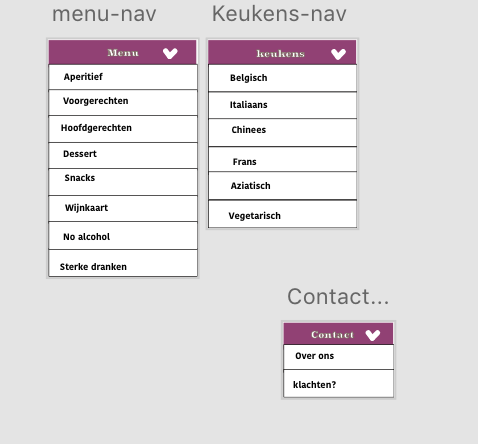 menu-nav
Menu
Aperitief
Voorgerechten
Hoofdgerechten
Dessert
Snacks
Wijnkaart
No alcohol
Sterke dranken
Keukens-nav
keukens
Belgisch
Italiaans
Chinees
Frans
Aziatisch
Vegetarisch
Contact...
Contact
Over ons
klachten?